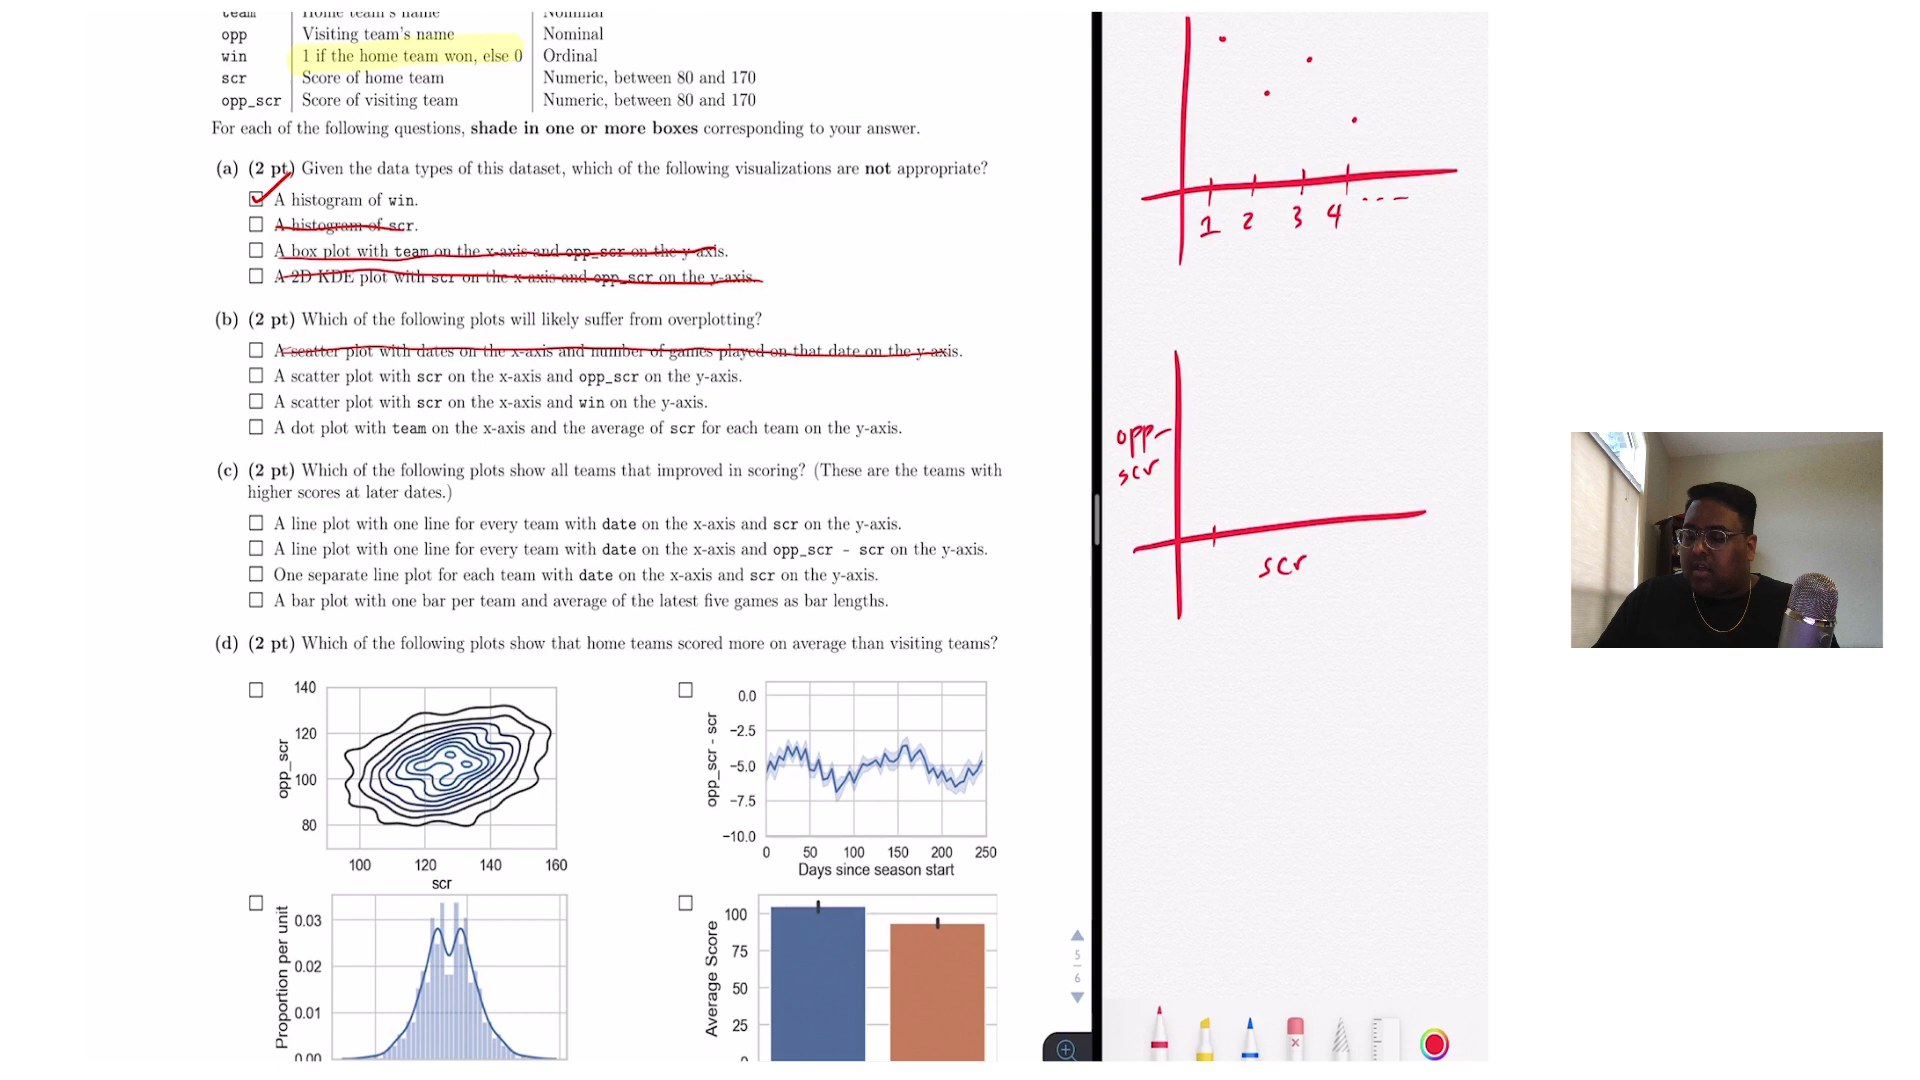 team Home team's name Nominal
opp Visiting team's name Nominal
win 1 if the home team won, else 0 Ordinal
scr Score of home team Numeric, between 80 and 170
opp_scr Score of visiting team Numeric, between 80 and 170
For each of the following questions, shade in one or more boxes corresponding to your answer.
(a) (2 pt) Given the data types of this dataset, which of the following visualizations are not appropriate?
A histogram of win.
A histogram of scr.
A box plot with team on the x-axis and opp_scr on the y-axis.
A 2D KDE plot with scr on the x-axis and opp_scr on the y-axis.
(b) (2 pt) Which of the following plots will likely suffer from overplotting?
A scatter plot with dates on the x-axis and number of games played on that date on the y-axis.
A scatter plot with scr on the x-axis and opp_scr on the y-axis.
A scatter plot with scr on the x-axis and win on the y-axis.
A dot plot with team on the x-axis and the average of scr for each team on the y-axis.
(c) (2 pt) Which of the following plots show all teams that improved in scoring? (These are the teams with
higher scores at later dates.)
A line plot with one line for every team with date on the x-axis and scr on the y-axis.
A line plot with one line for every team with date on the x-axis and opp_scr - scr on the y-axis.
One separate line plot for each team with date on the x-axis and scr on the y-axis.
A bar plot with one bar per team and average of the latest five games as bar lengths.
(d) (2 pt) Which of the following plots show that home teams scored more on average than visiting teams?
140
120
100
80
opp_scr
100 120 140 160
scr
0.0
-2.5
-5.0
-7.5
-10.0
opp_scr - scr
0 50 100 150 200 250
Days since season start
0.03
0.02
0.01
0.00
Proportion per unit
100
75
50
25
0
Average Score
5
6
1 2 3 4 ...
opp-
scr
scr